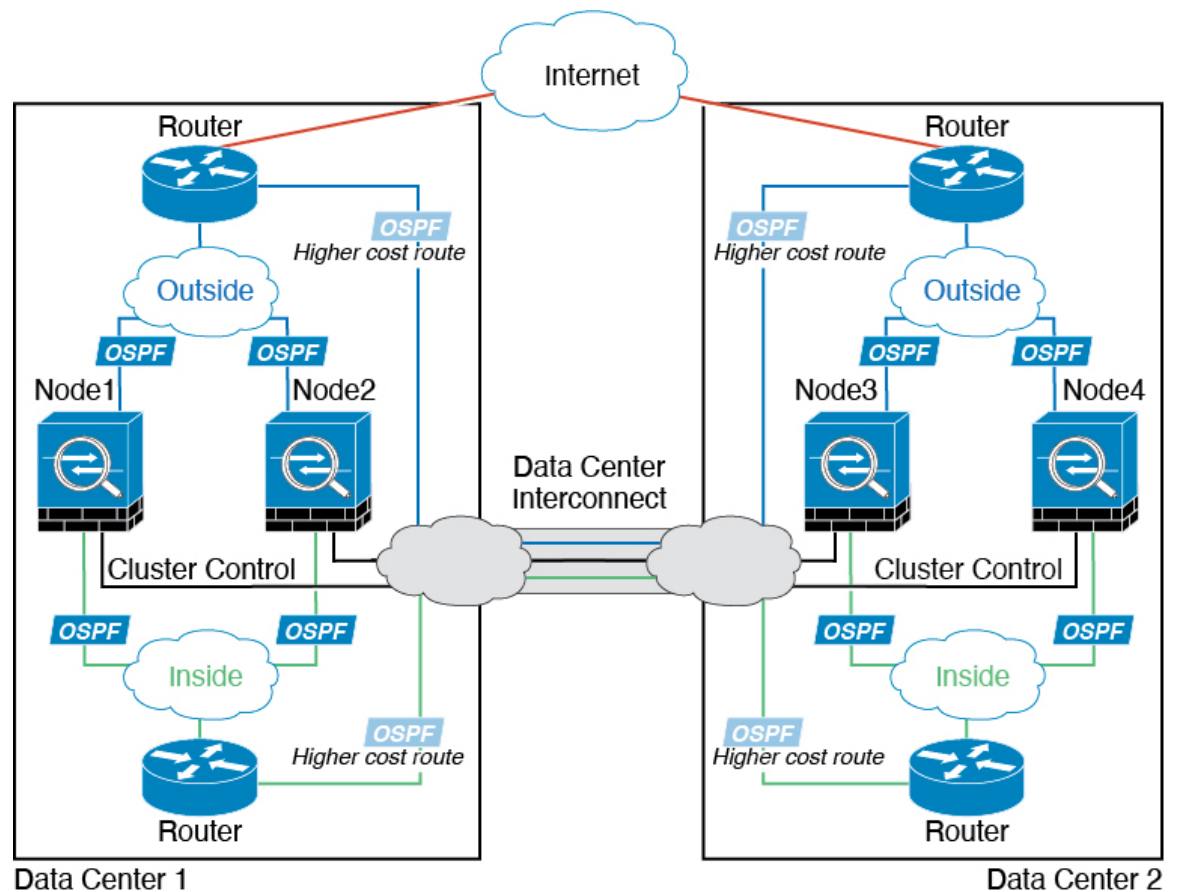 Internet
Router
Router
OSPF
Higher cost route
OSPF
Higher cost route
Outside
Outside
OSPF
OSPF
OSPF
OSPF
Node1
Node2
Node3
Node4
Data Center
Interconnect
Cluster Control
Cluster Control
OSPF
OSPF
OSPF
OSPF
Inside
Inside
OSPF
Higher cost route
OSPF
Higher cost route
Router
Router
Data Center 1
Data Center 2